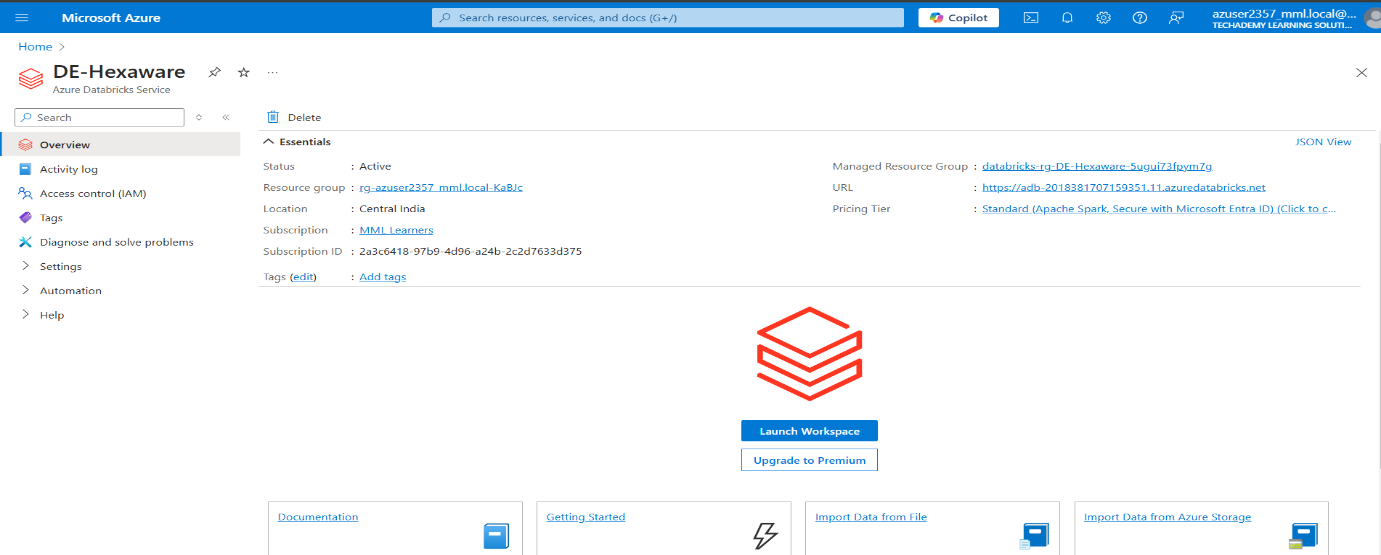 Microsoft Azure
Search resources, services, and docs (G+/)
Copilot
azuser2357_mml.local@...
TECHADEMY LEARNING SOLUTI...
Home >
DE-Hexaware
Azure Databricks Service
Search
Overview
Activity log
Access control (IAM)
Tags
Diagnose and solve problems
Settings
Automation
Help
Delete
Essentials
JSON View
Status : Active
Resource group : rg-azuser2357_mml.local-KaBJc
Location : Central India
Subscription : MML Learners
Subscription ID : 2a3c6418-97b9-4d96-a24b-2c2d7633d375
Tags (edit) : Add tags
Managed Resource Group : databricks-rg-DE-Hexaware-5ugui73fpym7g
URL : https://adb-2018381707159351.11.azuredatabricks.net
Pricing Tier : Standard (Apache Spark, Secure with Microsoft Entra ID) (Click to c...
Launch Workspace
Upgrade to Premium
Documentation
Getting Started
Import Data from File
Import Data from Azure Storage